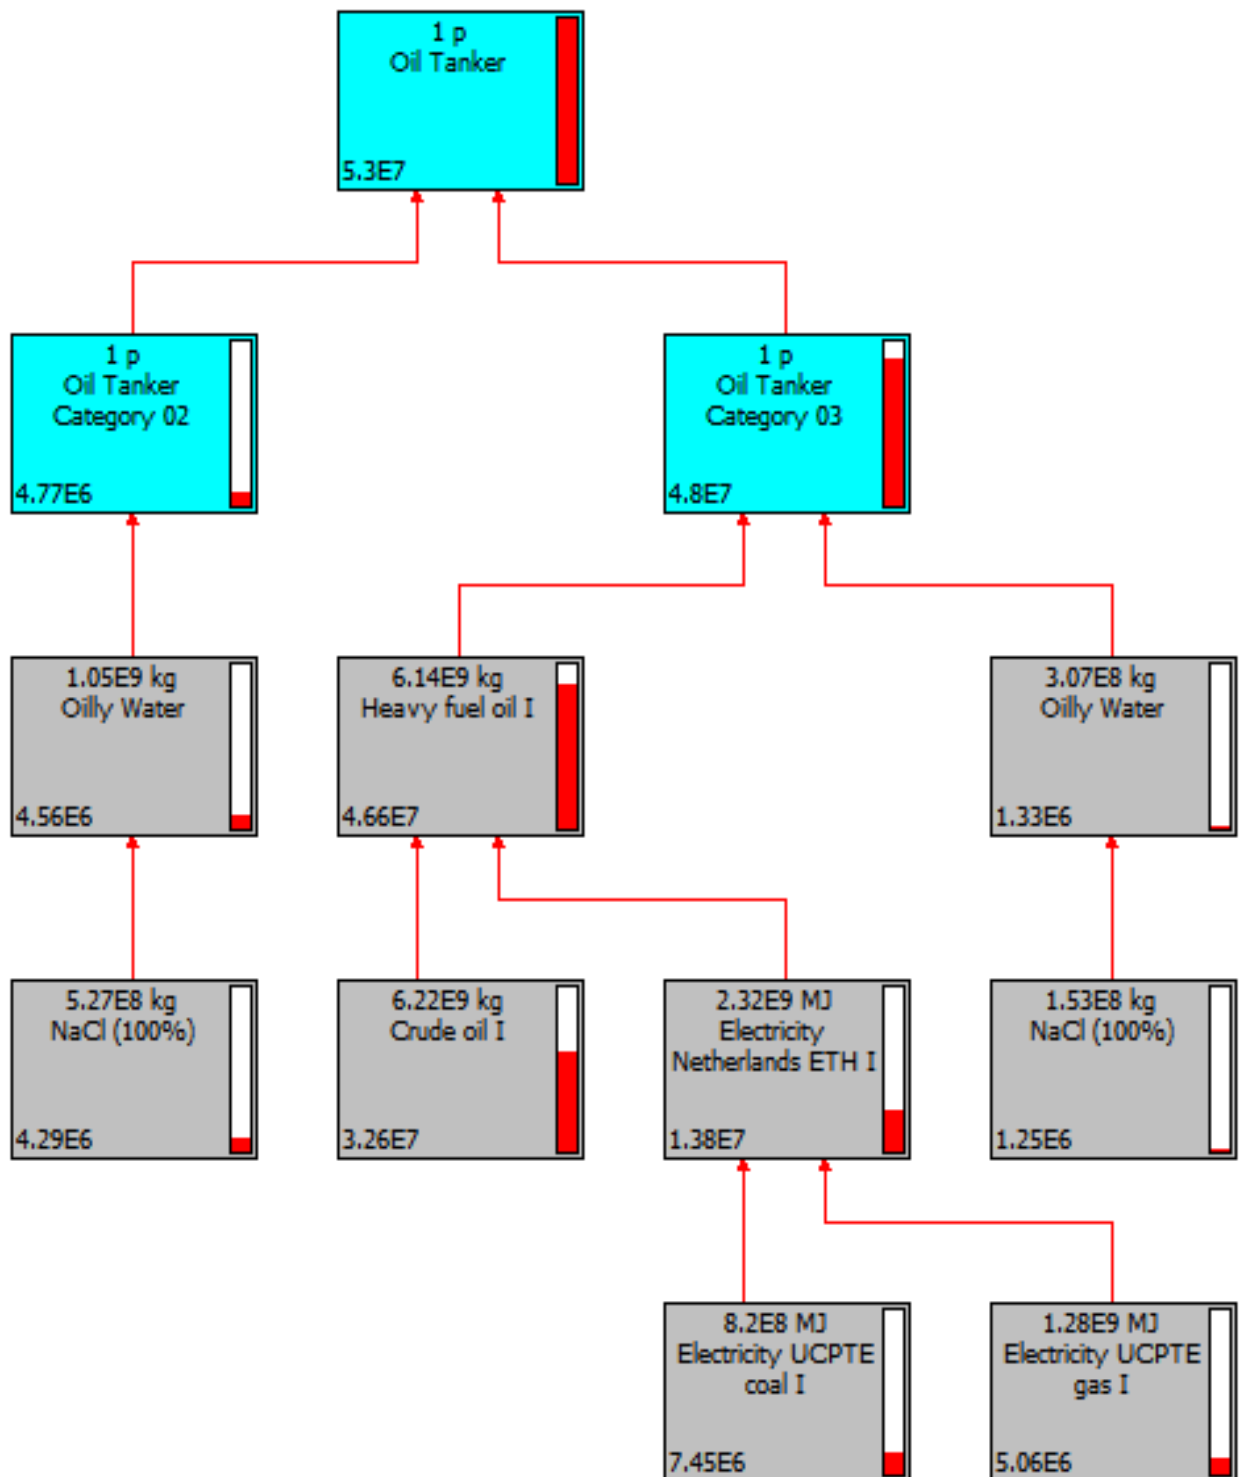 1 p
Oil Tanker
5.3E7
1 p
Oil Tanker
Category 02
4.77E6
1 p
Oil Tanker
Category 03
4.8E7
1.05E9 kg
Oilly Water
4.56E6
6.14E9 kg
Heavy fuel oil I
4.66E7
3.07E8 kg
Oilly Water
1.33E6
5.27E8 kg
NaCl (100%)
4.29E6
6.22E9 kg
Crude oil I
3.26E7
2.32E9 MJ
Electricity
Netherlands ETH I
1.38E7
1.53E8 kg
NaCl (100%)
1.25E6
8.2E8 MJ
Electricity UCPTE
coal I
7.45E6
1.28E9 MJ
Electricity UCPTE
gas I
5.06E6